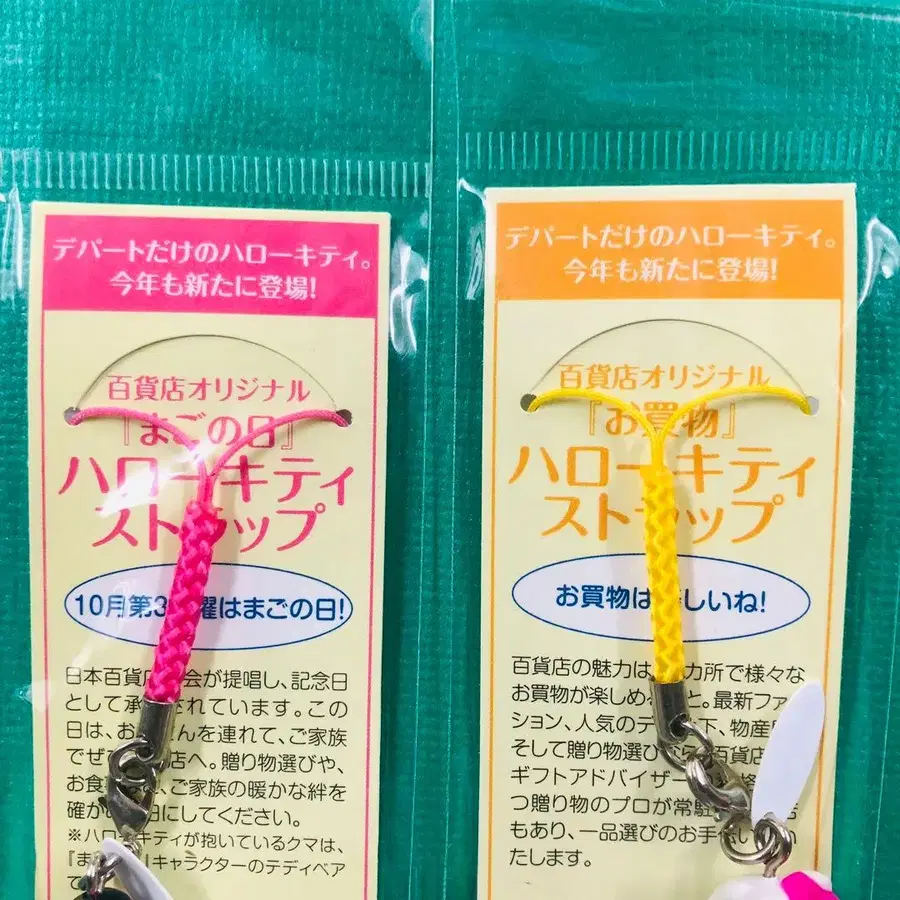 デパートだけのハローキティ。
今年も新たに登場!
百貨店オリジナル
『まごの日』
ハローキティ
ストラップ
10月第3 曜はまごの日!
日本百貨店 会が提唱し、記念日
として承 されています。この
日は、お さんを連れて、ご家族
でぜ 店へ。贈り物選びや、
お食 、ご家族の暖かな絆を
確か 日にしてください。
※ハローキティが抱いているクマは、
『ま 』キャラクターのテディベア
で
デパートだけのハローキティ。
今年も新たに登場!
百貨店オリジナル
『お買物』
ハローキティ
ストラップ
お買物は しいね!
百貨店の魅力は、 カ所で様々な
お買物が楽しめ こと。最新ファッ
ション、人気のデ 下、物産
そして贈り物選び 百貨店
ギフトアドバイザー
つ贈り物のプロが常駐
もあり、一品選びのお手伝い
たします。